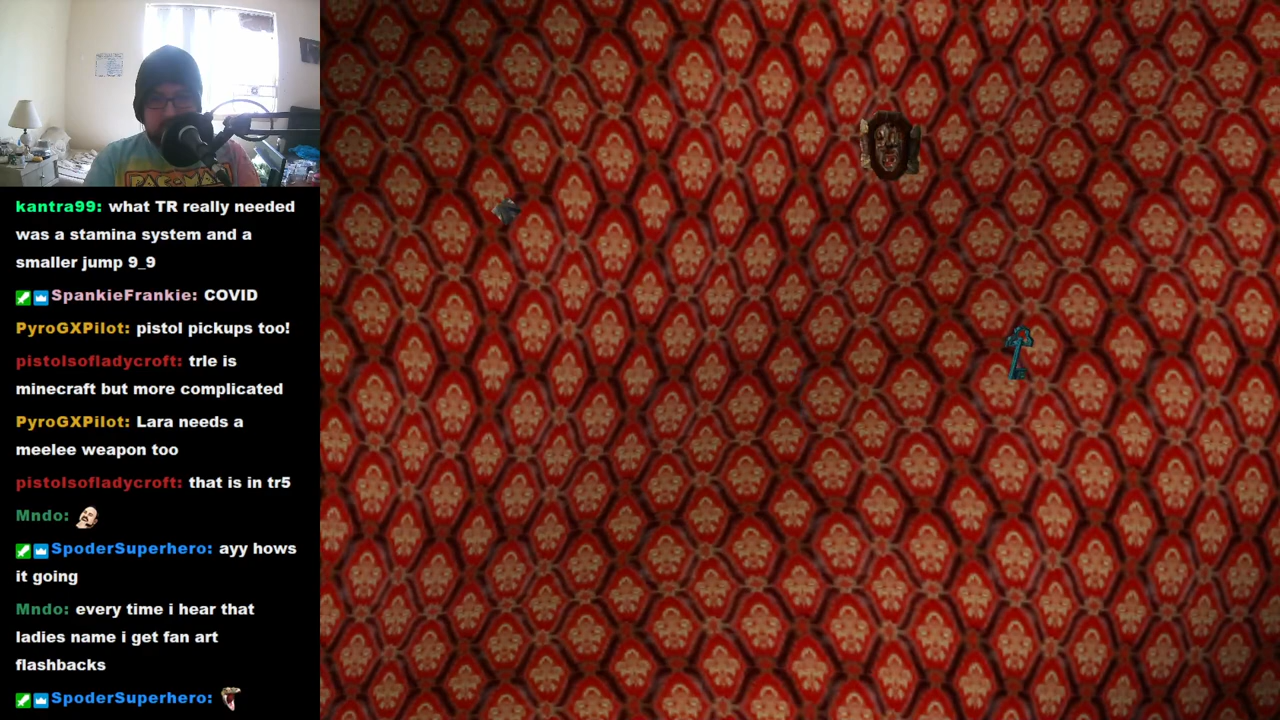 PAC-MA
kantra99: what TR really needed
was a stamina system and a
smaller jump 9_9
SpankieFrankie: COVID
PyroGXPilot: pistol pickups too!
pistolsofladycroft: trle is
minecraft but more complicated
PyroGXPilot: Lara needs a
meelee weapon too
pistolsofladycroft: that is in tr5
Mndo:
SpoderSuperhero: ayy hows
it going
Mndo: every time i hear that
ladies name i get fan art
flashbacks
SpoderSuperhero: